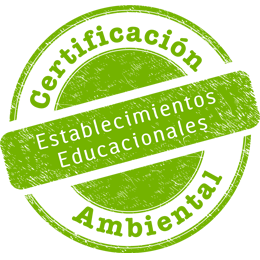 Certificación
Establecimientos
Educacionales
Ambiental